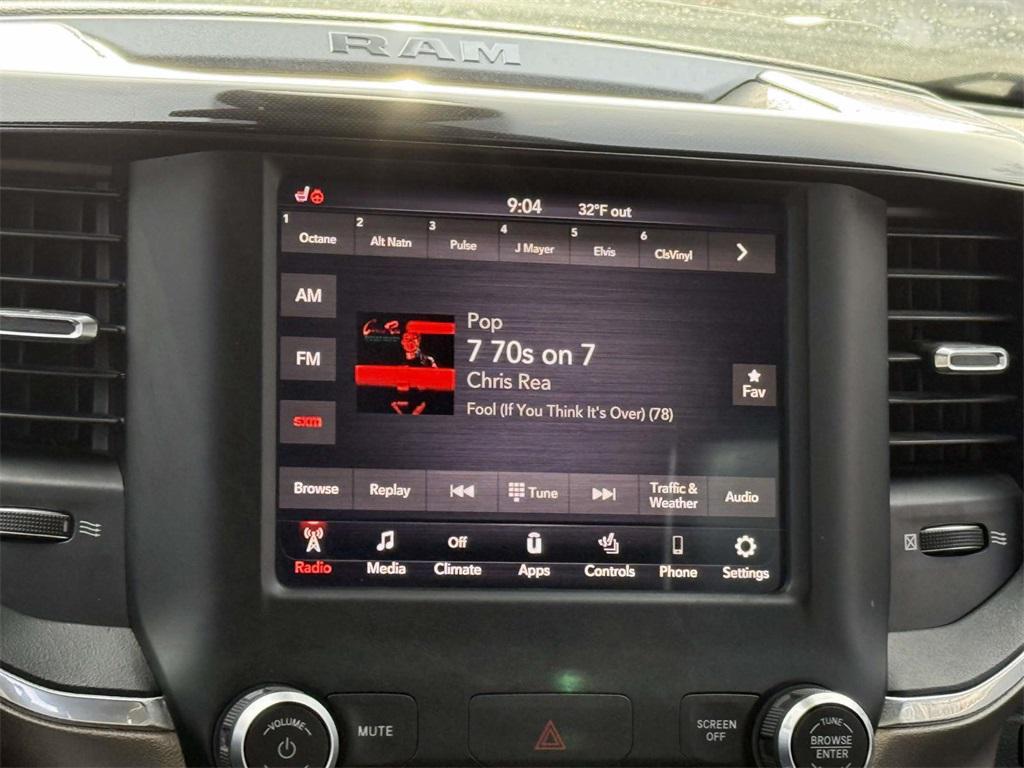 RAM
9:04 32°F out
1 Octane 2 Alt Natn 3 Pulse 4 J Mayer 5 Elvis 6 ClsVinyl
AM
Pop
7 70s on 7
FM
Chris Rea
Fav
Fool (If You Think It's Over) (78)
sxm
Browse Replay Tune Traffic &
Weather Audio
Off
Radio Media Climate Apps Controls Phone Settings
VOLUME MUTE SCREEN
OFF
TUNE
BROWSE
ENTER